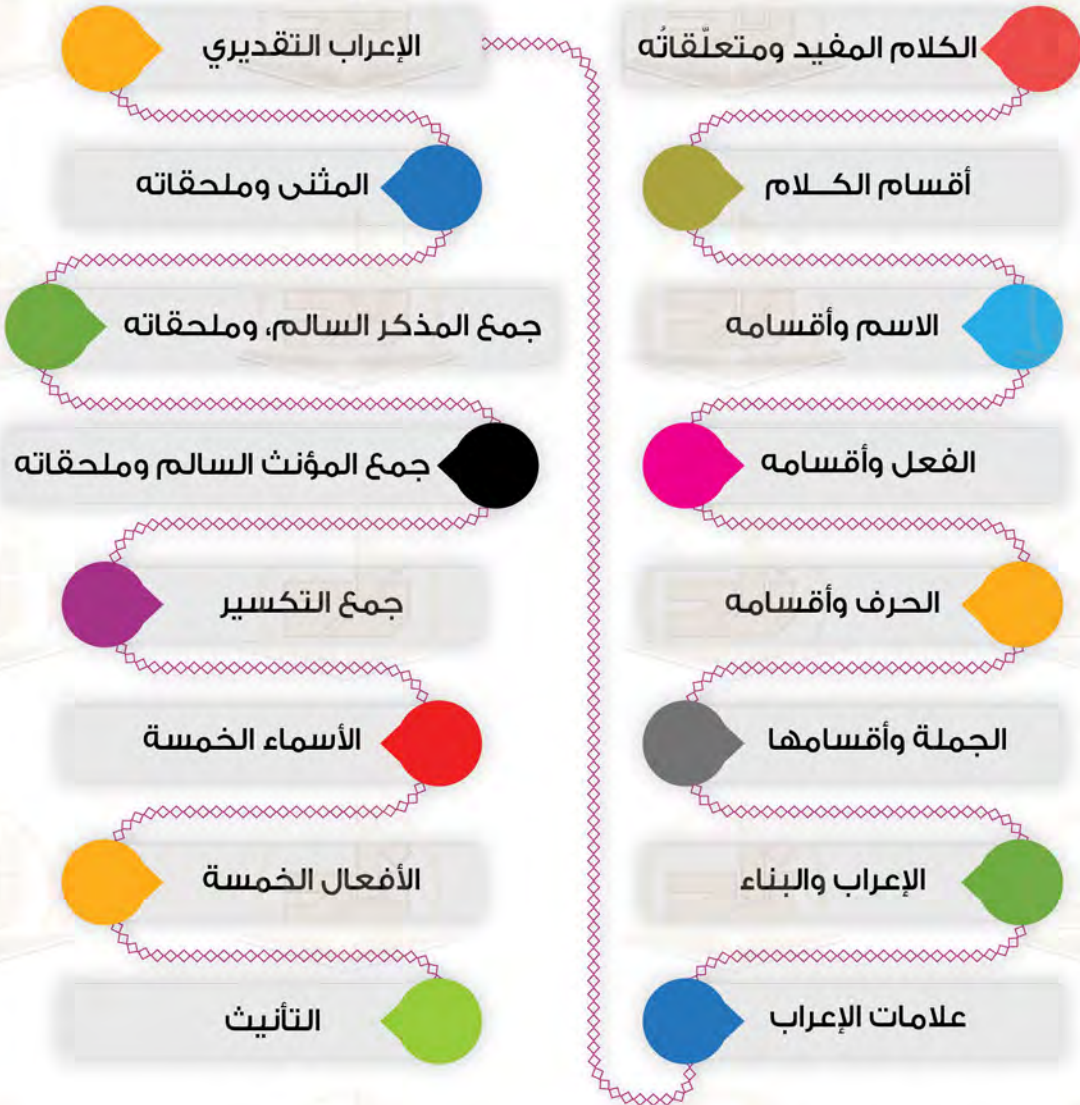 الكلام المفيد ومتعلّقاتُه
أقسام الكــلام
الاسم وأقسامه
الفعل وأقسامه
الحرف وأقسامه
الجملة وأقسامها
الإعراب والبناء
علامات الإعراب
الإعراب التقديري
المثنى وملحقاته
جمع المذكر السالم، وملحقاته
جمع المؤنث السالم وملحقاته
جمع التكسير
الأسماء الخمسة
الأفعال الخمسة
التأنيث